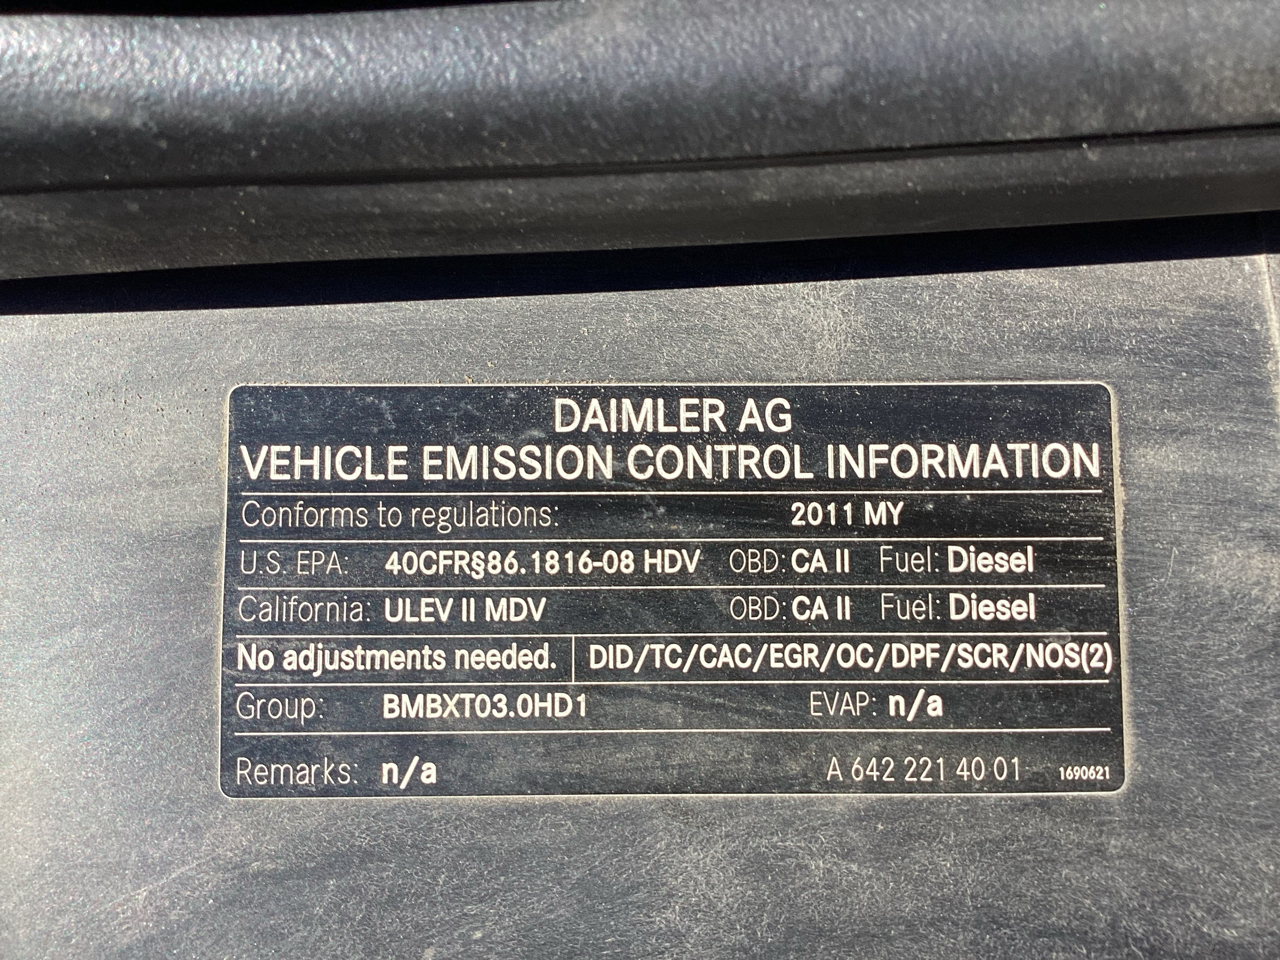 DAIMLER AG
VEHICLE EMISSION CONTROL INFORMATION
Conforms to regulations: 2011 MY
U.S. EPA: 40CFR§86.1816-08 HDV OBD: CA II Fuel: Diesel
California: ULEV II MDV OBD: CA II Fuel: Diesel
No adjustments needed. DID/TC/CAC/EGR/OC/DPF/SCR/NOS(2)
Group: BMBXT03.0HD1 EVAP: n/a
Remarks: n/a A 642 221 40 01 1690621